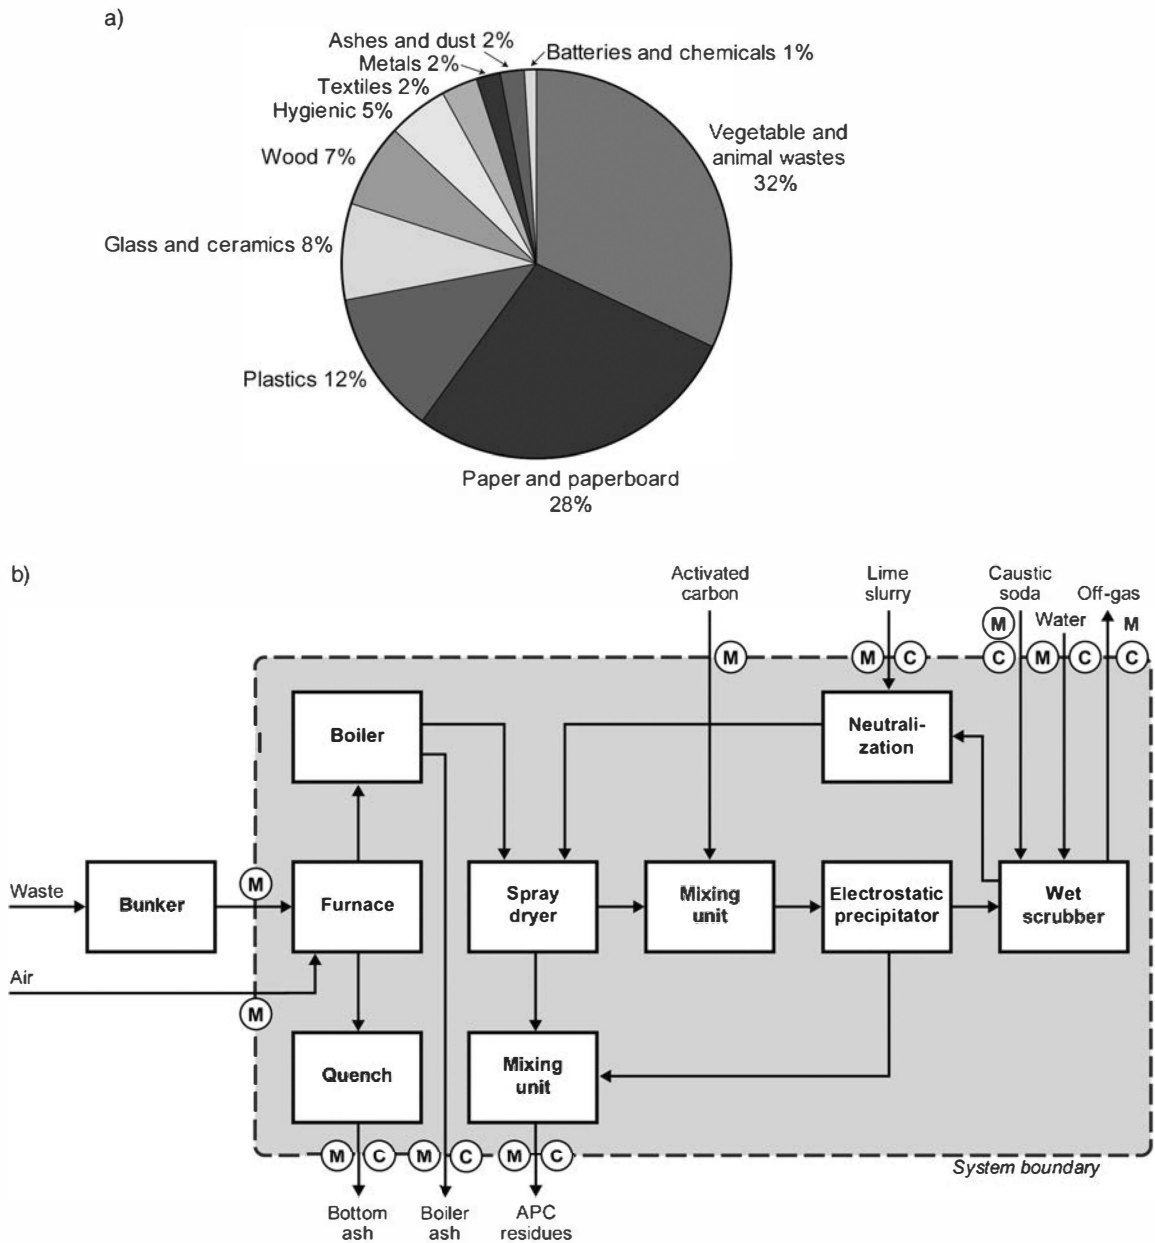 a)
Ashes and dust 2%
Batteries and chemicals 1%
Metals 2%
Textiles 2%
Hygienic 5%
Wood 7%
Vegetable and
animal wastes
32%
Glass and ceramics 8%
Plastics 12%
Paper and paperboard
28%
b)
Activated
carbon
Lime
slurry
Caustic
soda
Off-gas
M
Water
M
M
M
C
C
M
C
C
Boiler
Neutrali-
zation
Waste
Bunker
M
Furnace
Spray
dryer
Mixing
unit
Electrostatic
precipitator
Wet
scrubber
Air
M
Quench
Mixing
unit
M
C
M
C
M
C
System boundary
Bottom
ash
Boiler
ash
APC
residues